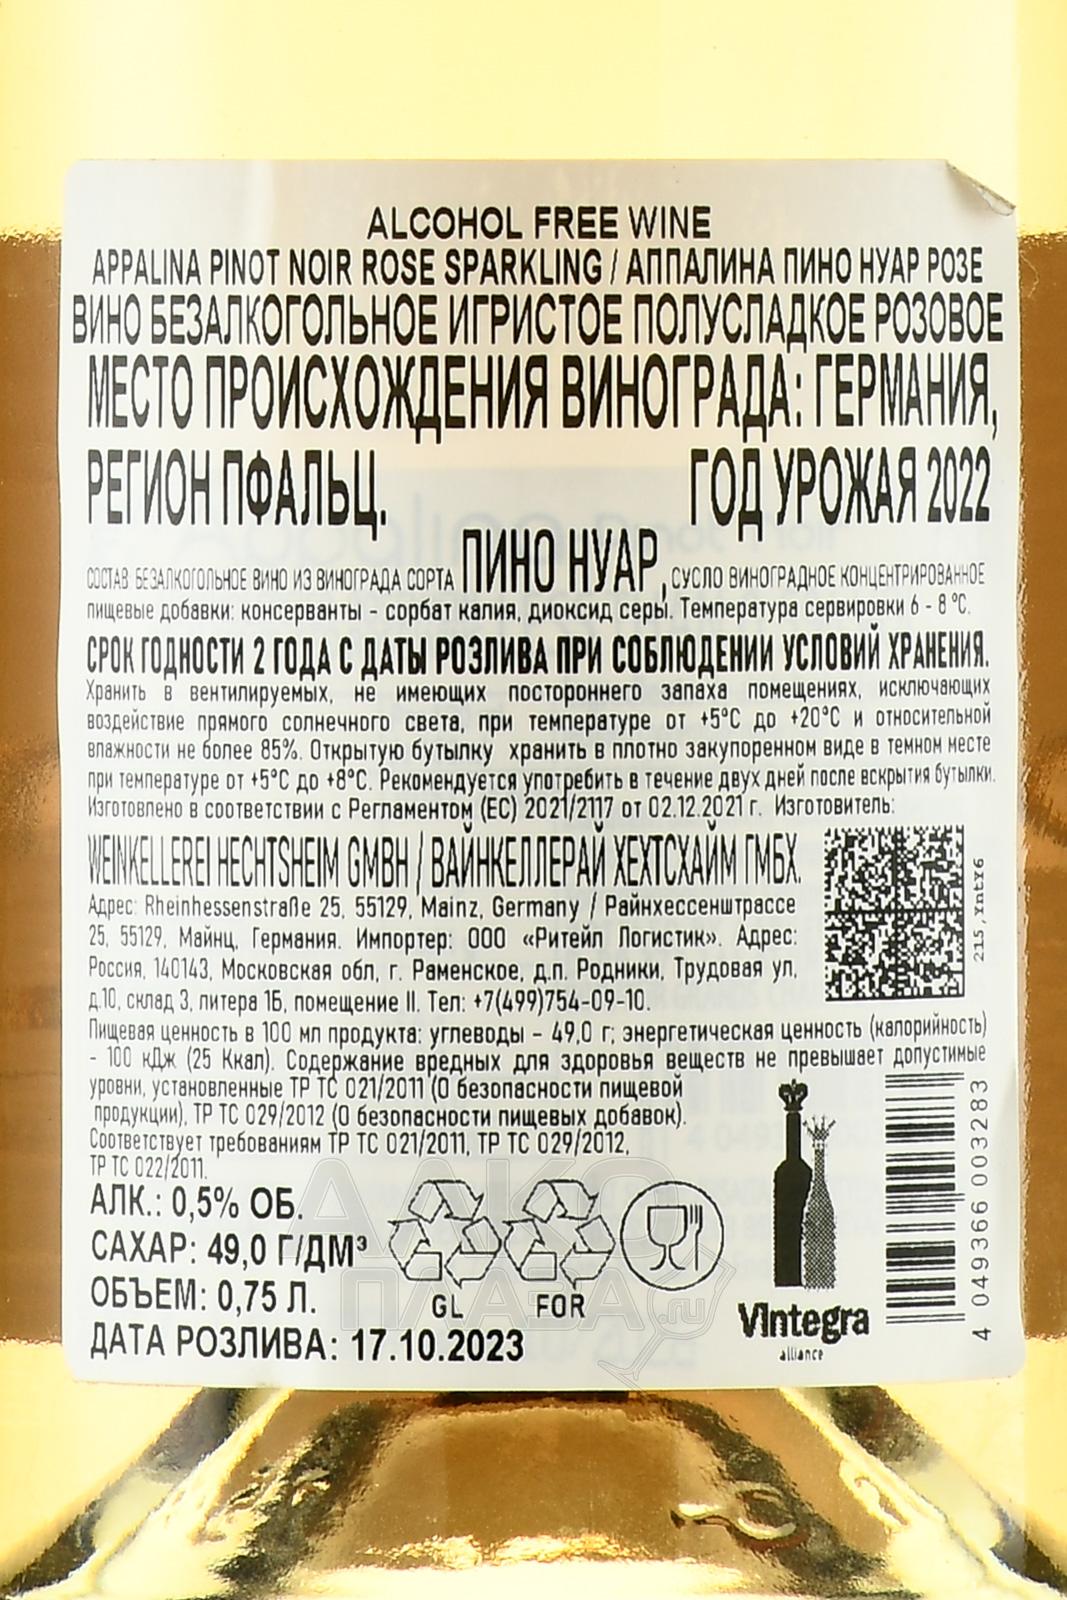 ALCOHOL FREE WINE
APPALINA PINOT NOIR ROSE SPARKLING / АППАЛИНА ПИНО НУАР РОЗЕ
ВИНО БЕЗАЛКОГОЛЬНОЕ ИГРИСТОЕ ПОЛУСЛАДКОЕ РОЗОВОЕ
МЕСТО ПРОИСХОЖДЕНИЯ ВИНОГРАДА: ГЕРМАНИЯ,
РЕГИОН ПФАЛЬЦ. ГОД УРОЖАЯ 2022
СОСТАВ БЕЗАЛКОГОЛЬНОЕ ВИНО ИЗ ВИНОГРАДА СОРТА ПИНО НУАР, СУСЛО ВИНОГРАДНОЕ КОНЦЕНТРИРОВАННОЕ
пищевые добавки: консерванты - сорбат калия, диоксид серы. Температура сервировки 6 - 8 °С.
СРОК ГОДНОСТИ 2 ГОДА С ДАТЫ РОЗЛИВА ПРИ СОБЛЮДЕНИИ УСЛОВИЙ ХРАНЕНИЯ.
Хранить в вентилируемых, не имеющих постороннего запаха помещениях, исключающих
воздействие прямого солнечного света, при температуре от +5°С до +20°С и относительной
влажности не более 85%. Открытую бутылку хранить в плотно закупоренном виде в темном месте
при температуре от +5°С до +8°С. Рекомендуется употребить в течение двух дней после вскрытия бутылки.
Изготовлено в соответствии с Регламентом (ЕС) 2021/2117 от 02.12.2021 г. Изготовитель:
WEINKELLEREI HECHTSHEIM GMBH / ВАЙНКЕЛЛЕРАЙ ХЕХТСХАЙМ ГМБХ.
Адрес: Rheinhessenstraße 25, 55129, Mainz, Germany / Райнхессенштрассе
25, 55129, Майнц, Германия. Импортер: ООО «Ритейл Логистик». Адрес:
Россия, 140143, Московская обл, г. Раменское, д.п. Родники, Трудовая ул,
д.10, склад 3, литера 1Б, помещение II. Тел: +7(499)754-09-10.
215,YntY6
Пищевая ценность в 100 мл продукта: углеводы - 49,0 г; энергетическая ценность (калорийность)
- 100 кДж (25 Ккал). Содержание вредных для здоровья веществ не превышает допустимые
уровни, установленные ТР ТС 021/2011 (О безопасности пищевой
продукции), ТР ТС 029/2012 (О безопасности пищевых добавок).
Соответствует требованиям ТР ТС 021/2011, ТР ТС 029/2012,
ТР ТС 022/2011.
АЛК.: 0,5% ОБ.
САХАР: 49,0 Г/ДМ³
ОБЪЕМ: 0,75 Л.
ДАТА РОЗЛИВА: 17.10.2023
GL FOR
VIntegra
alliance
4 049366 003283
АЛКО
ПЛАЗА.ru